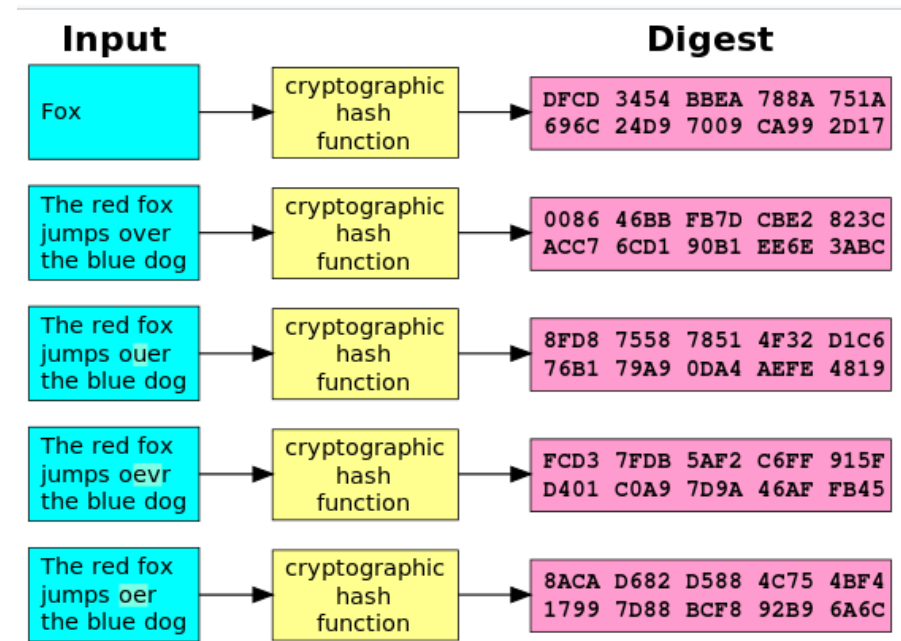 Input
Digest
Fox
cryptographic
hash
function
DFCD 3454 BBEA 788A 751A
696C 24D9 7009 CA99 2D17
The red fox
jumps over
the blue dog
cryptographic
hash
function
0086 46BB FB7D CBE2 823C
ACC7 6CD1 90B1 EE6E 3ABC
The red fox
jumps ouer
the blue dog
cryptographic
hash
function
8FD8 7558 7851 4F32 D1C6
76B1 79A9 0DA4 AEFE 4819
The red fox
jumps oevr
the blue dog
cryptographic
hash
function
FCD3 7FDB 5AF2 C6FF 915F
D401 C0A9 7D9A 46AF FB45
The red fox
jumps oer
the blue dog
cryptographic
hash
function
8ACA D682 D588 4C75 4BF4
1799 7D88 BCF8 92B9 6A6C